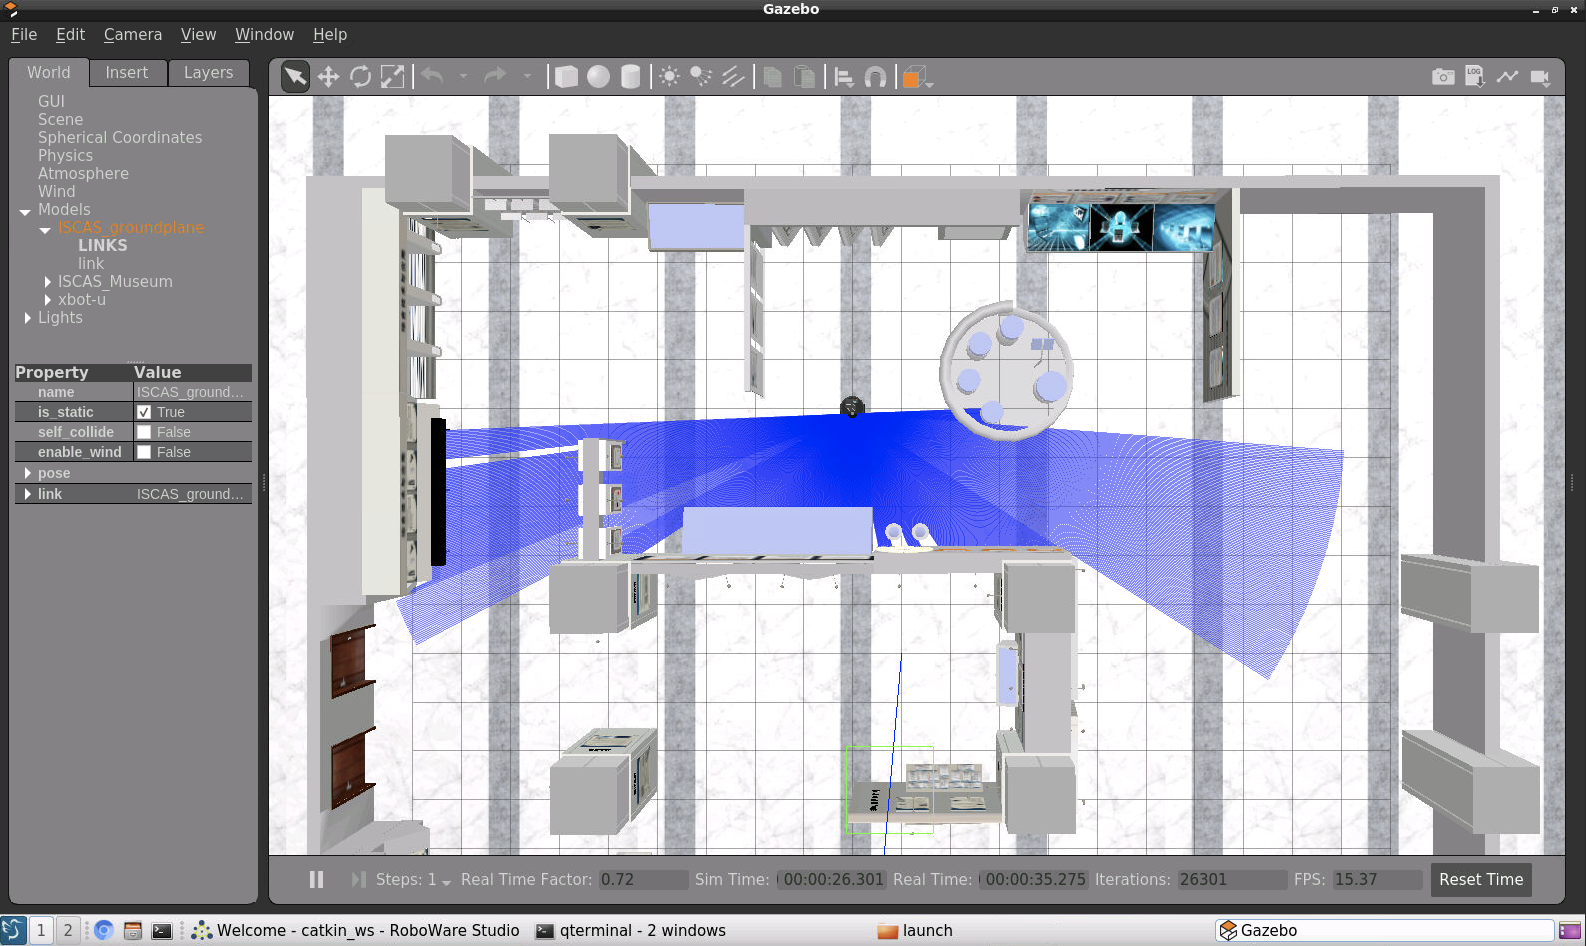 Gazebo
File Edit Camera View Window Help
World Insert Layers
LOG
GUI
Scene
Spherical Coordinates
Physics
Atmosphere
Wind
Models
ISCAS_groundplane
LINKS
link
ISCAS_Museum
xbot-u
Lights
Property Value
name ISCAS_ground...
is_static True
self_collide False
enable_wind False
pose
link ISCAS_ground...
Steps: 1 Real Time Factor: 0.72 Sim Time: 00:00:26.301 Real Time: 00:00:35.275 Iterations: 26301 FPS: 15.37 Reset Time
1 2 Welcome - catkin_ws - RoboWare Studio qterminal - 2 windows launch Gazebo